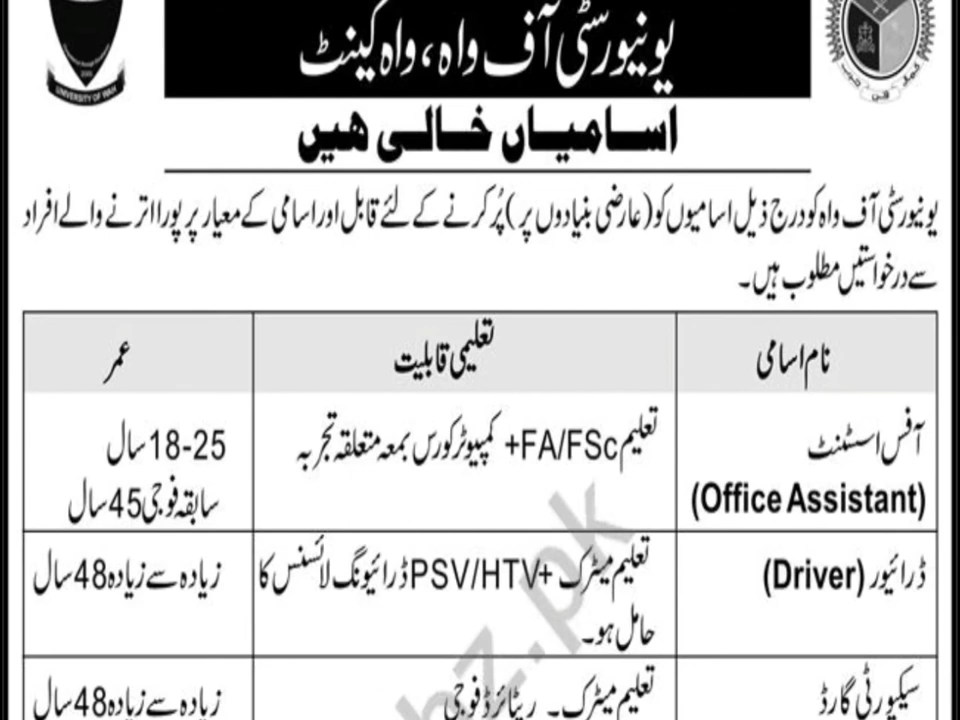 یونیورسٹی آف واہ، واہ کینٹ
UNIVERSITY OF WAH
اسامیاں خالی ھیں
یونیورسٹی آف واہ کو درج ذیل اسامیوں کو (عارضی بنیادوں پر) پُر کرنے کے لئے قابل اور اسامی کے معیار پر پورا اترنے والے افراد
سے درخواستیں مطلوب ہیں۔
نام اسامی تعلیمی قابلیت عمر
آفس اسسٹنٹ تعلیم FA/FSc+ کمپیوٹر کورس بمعہ متعلقہ تجربہ 18-25 سال
(Office Assistant) سابقہ فوجی 45 سال
ڈرائیور (Driver) تعلیم میٹرک +PSV/HTV ڈرائیونگ لائسنس کا زیادہ سے زیادہ 48 سال
حامل ہو۔
سیکیورٹی گارڈ تعلیم میٹرک۔ ریٹائرڈ فوجی زیادہ سے زیادہ 48 سال
bz.pk